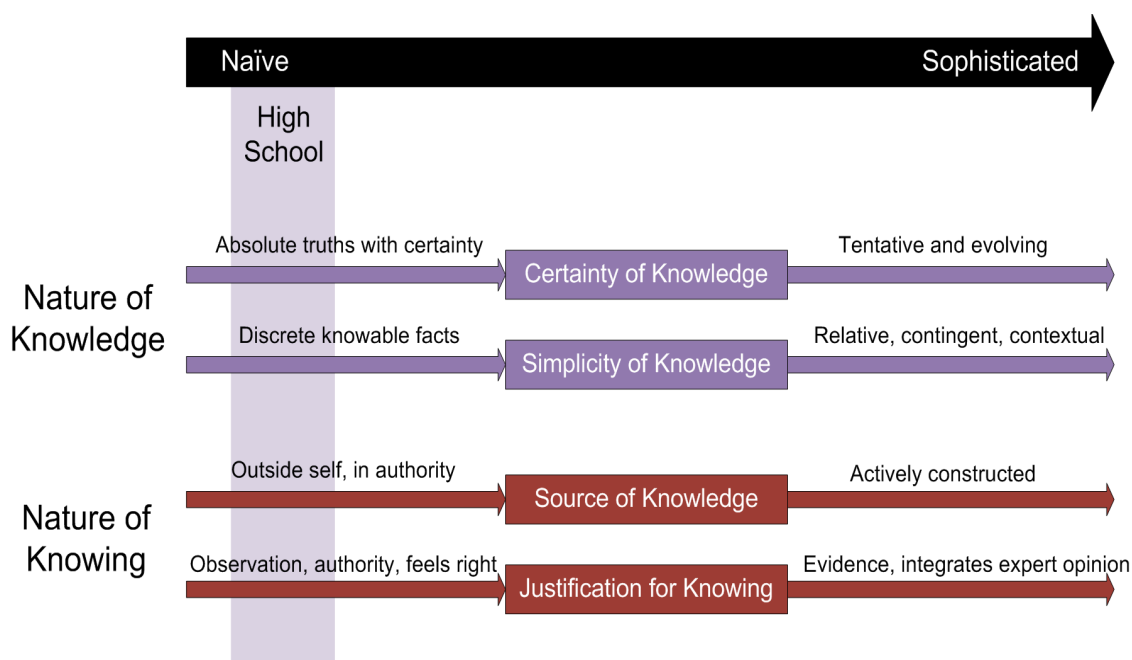 Naïve
Sophisticated
High
School
Nature of
Knowledge
Absolute truths with certainty
Certainty of Knowledge
Tentative and evolving
Discrete knowable facts
Simplicity of Knowledge
Relative, contingent, contextual
Nature of
Knowing
Outside self, in authority
Source of Knowledge
Actively constructed
Observation, authority, feels right
Justification for Knowing
Evidence, integrates expert opinion